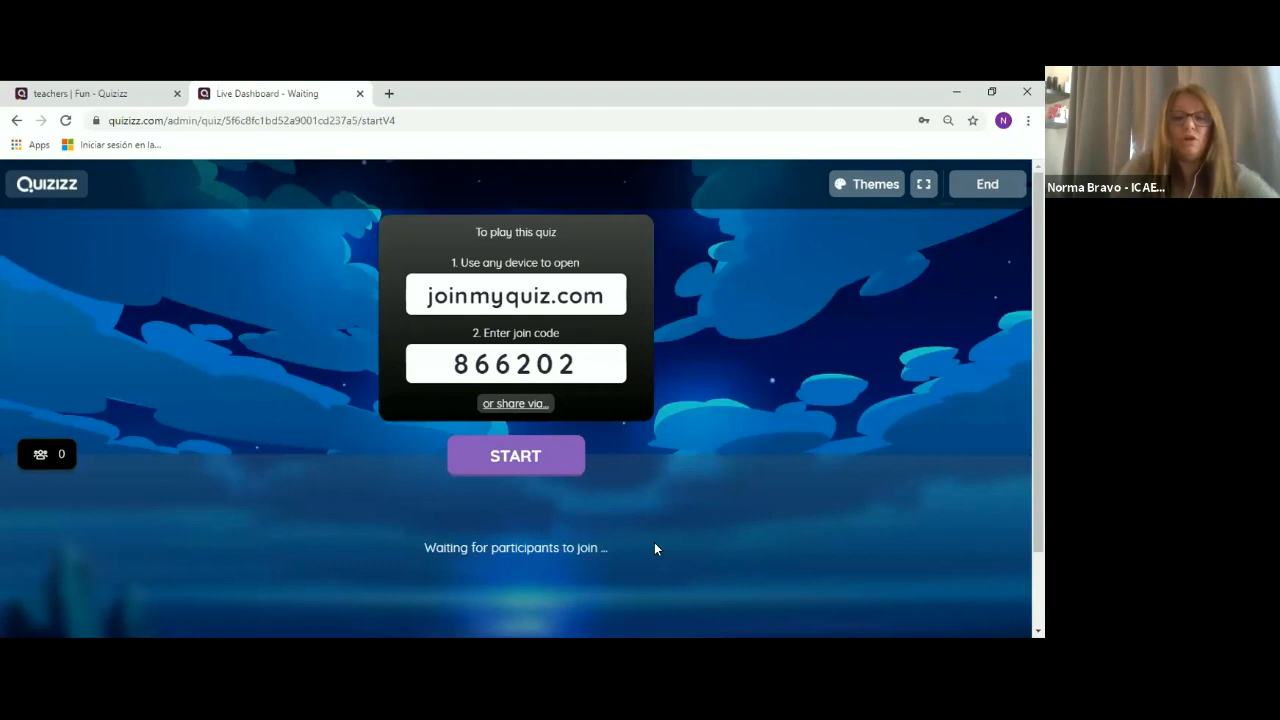 teachers | Fun - Quizizz
Live Dashboard - Waiting
quizizz.com/admin/quiz/5f6c8fc1bd52a9001cd237a5/startV4
N
Apps
Iniciar sesión en la...
Quizizz
Themes
End
To play this quiz
1. Use any device to open
joinmyquiz.com
2. Enter join code
866202
or share via...
0
START
Waiting for participants to join ...
Norma Bravo - ICAE...